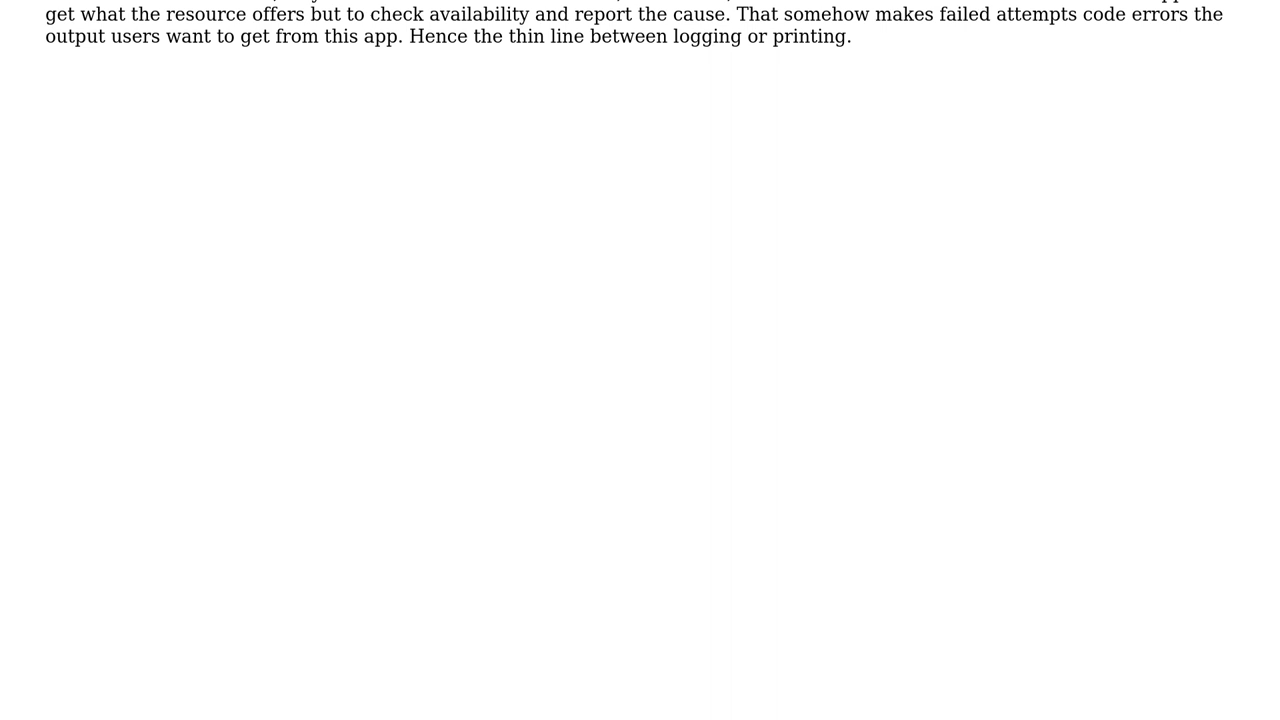 get what the resource offers but to check availability and report the cause. That somehow makes failed attempts code errors the
output users want to get from this app. Hence the thin line between logging or printing.